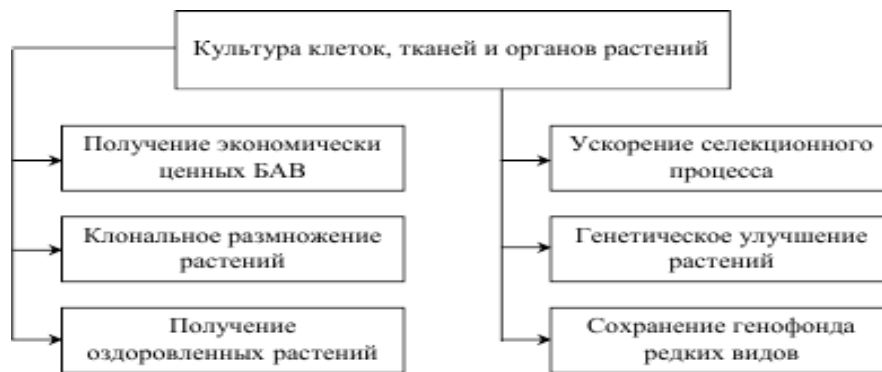 Культура клеток, тканей и органов растений
Получение экономически
ценных БАВ
Клональное размножение
растений
Получение
оздоровленных растений
Ускорение селекционного
процесса
Генетическое улучшение
растений
Сохранение генофонда
редких видов